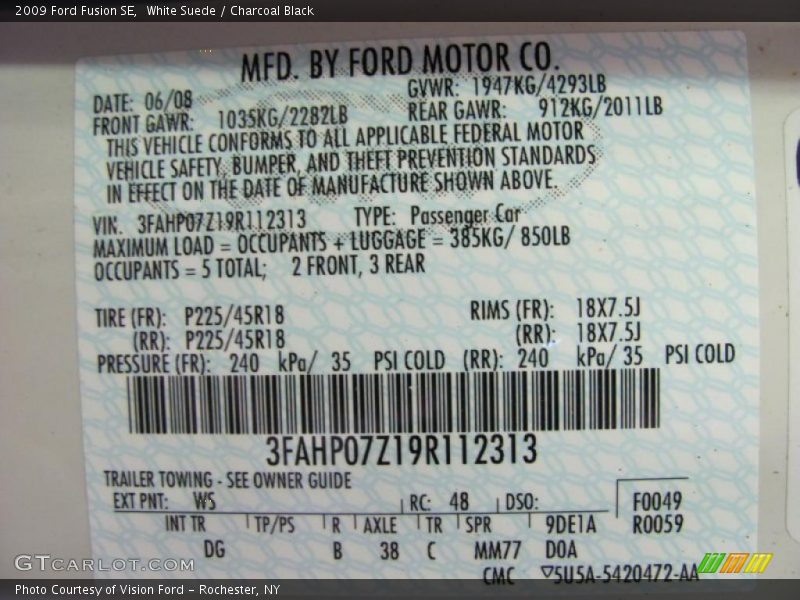 2009 Ford Fusion SE, White Suede / Charcoal Black
MFD. BY FORD MOTOR CO.
DATE: 06/08 GVWR: 1947KG/4293LB
FRONT GAWR: 1035KG/2282LB REAR GAWR: 912KG/2011LB
THIS VEHICLE CONFORMS TO ALL APPLICABLE FEDERAL MOTOR
VEHICLE SAFETY, BUMPER, AND THEFT PREVENTION STANDARDS
IN EFFECT ON THE DATE OF MANUFACTURE SHOWN ABOVE.
VIN: 3FAHP07Z19R112313 TYPE: Passenger Car
MAXIMUM LOAD = OCCUPANTS + LUGGAGE = 385KG/ 850LB
OCCUPANTS = 5 TOTAL; 2 FRONT, 3 REAR
TIRE (FR): P225/45R18 RIMS (FR): 18X7.5J
(RR): P225/45R18 (RR): 18X7.5J
PRESSURE (FR): 240 kPa/ 35 PSI COLD (RR): 240 kPa/ 35 PSI COLD
3FAHP07Z19R112313
TRAILER TOWING - SEE OWNER GUIDE
EXT PNT: WS RC: 48 DSO: F0049
INT TR TP/PS R AXLE TR SPR 9DE1A R0059
DG B 38 C MM77 D0A
CMC ▽5U5A-5420472-AA
GTCARLOT.COM
Photo Courtesy of Vision Ford - Rochester, NY